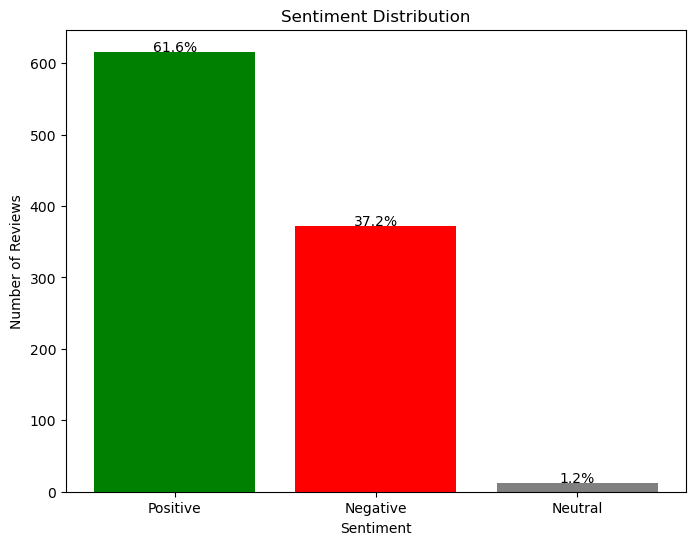 Sentiment Distribution
61.6%
37.2%
1.2%
600
500
400
300
200
100
0
Number of Reviews
Positive
Negative
Neutral
Sentiment